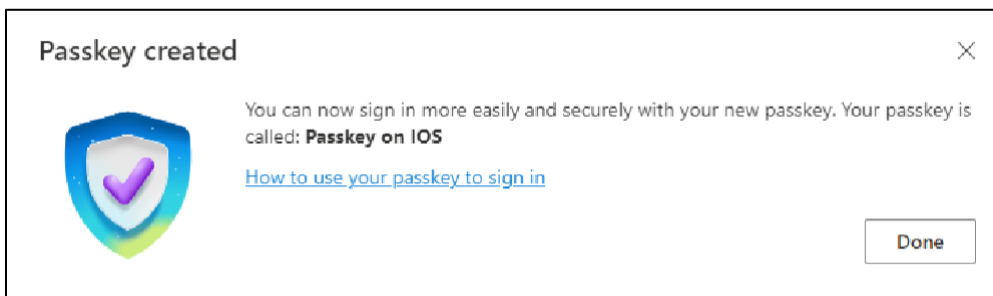 Passkey created
You can now sign in more easily and securely with your new passkey. Your passkey is
called: Passkey on IOS
How to use your passkey to sign in
Done